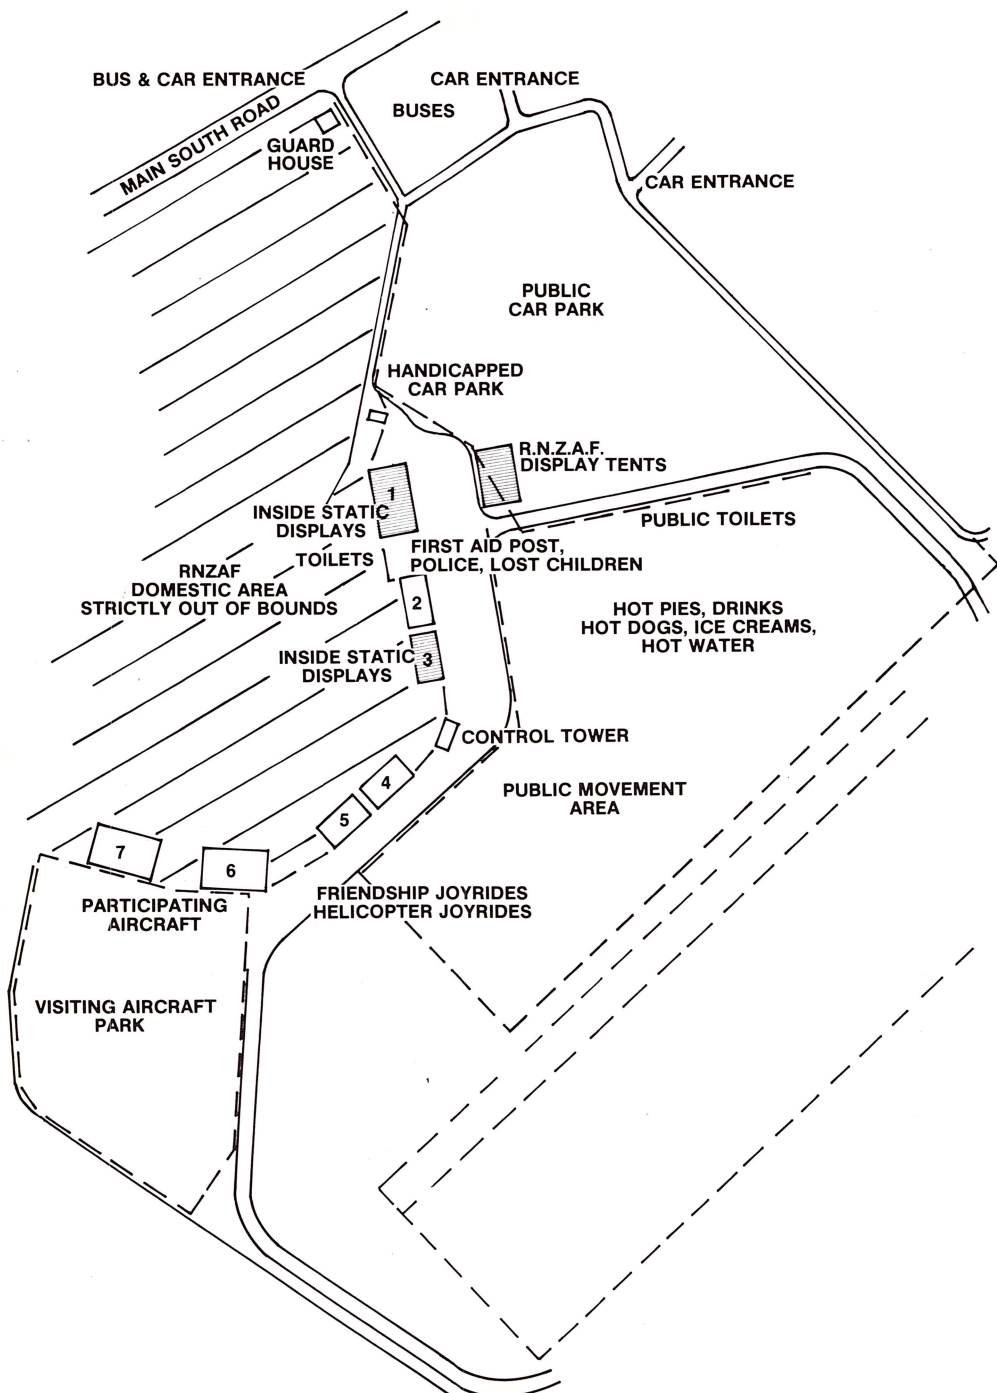 BUS & CAR ENTRANCE
CAR ENTRANCE
BUSES
MAIN SOUTH ROAD
GUARD
HOUSE
CAR ENTRANCE
PUBLIC
CAR PARK
HANDICAPPED
CAR PARK
R.N.Z.A.F.
DISPLAY TENTS
1
INSIDE STATIC
DISPLAYS
PUBLIC TOILETS
TOILETS
FIRST AID POST,
POLICE, LOST CHILDREN
RNZAF
DOMESTIC AREA
STRICTLY OUT OF BOUNDS
2
HOT PIES, DRINKS
HOT DOGS, ICE CREAMS,
HOT WATER
INSIDE STATIC
DISPLAYS
3
CONTROL TOWER
4
PUBLIC MOVEMENT
AREA
5
7
6
FRIENDSHIP JOYRIDES
HELICOPTER JOYRIDES
PARTICIPATING
AIRCRAFT
VISITING AIRCRAFT
PARK